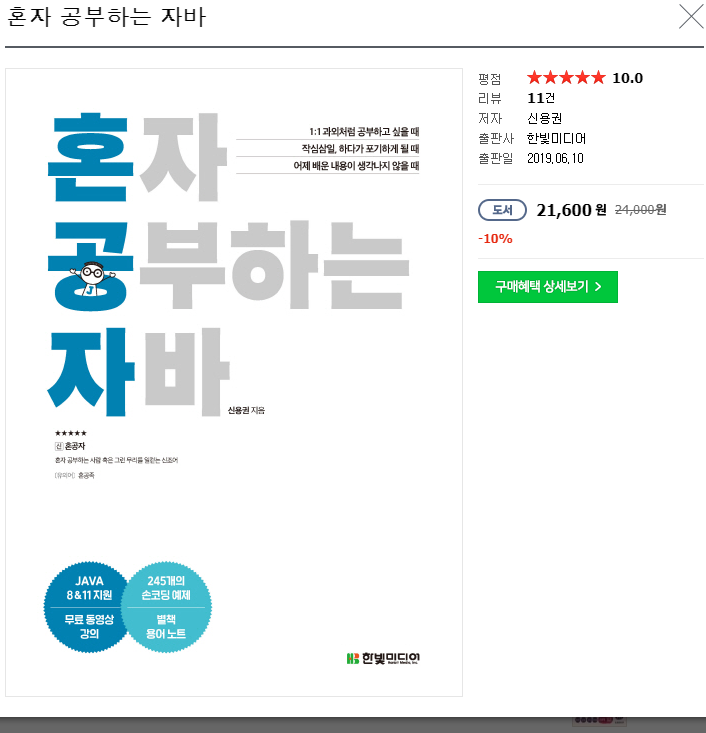 혼자 공부하는 자바
1:1 과외처럼 공부하고 싶을 때
작심삼일, 하다가 포기하게 될 때
어제 배운 내용이 생각나지 않을 때
혼자
공부하는
자바
J
신용권 지음
★★★★★
신 혼공자
혼자 공부하는 사람 혹은 그런 무리를 일컫는 신조어
[유의어] 혼공족
JAVA
8 & 11 지원
무료 동영상
강의
245개의
손코딩 예제
별책
용어 노트
한빛미디어
Hanbit Media, Inc.
평점 ★★★★★ 10.0
리뷰 11건
저자 신용권
출판사 한빛미디어
출판일 2019.06.10
도서 21,600 원 24,000원
-10%
구매혜택 상세보기 >